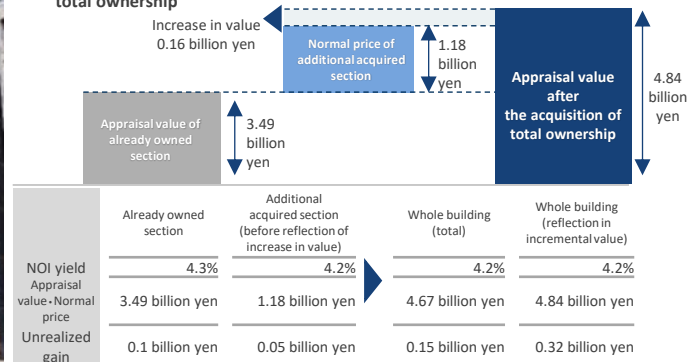 total ownership
Increase in value
0.16 billion yen
Normal price of
additional acquired
section
1.18
billion
yen
Appraisal value
after
the acquisition of
total ownership
4.84
billion
yen
Appraisal value of
already owned
section
3.49
billion
yen
Already owned
section
Additional
acquired section
(before reflection of
increase in value)
Whole building
(total)
Whole building
(reflection in
incremental value)
NOI yield
4.3%
4.2%
4.2%
4.2%
Appraisal
value・Normal
price
3.49 billion yen
1.18 billion yen
4.67 billion yen
4.84 billion yen
Unrealized
gain
0.1 billion yen
0.05 billion yen
0.15 billion yen
0.32 billion yen